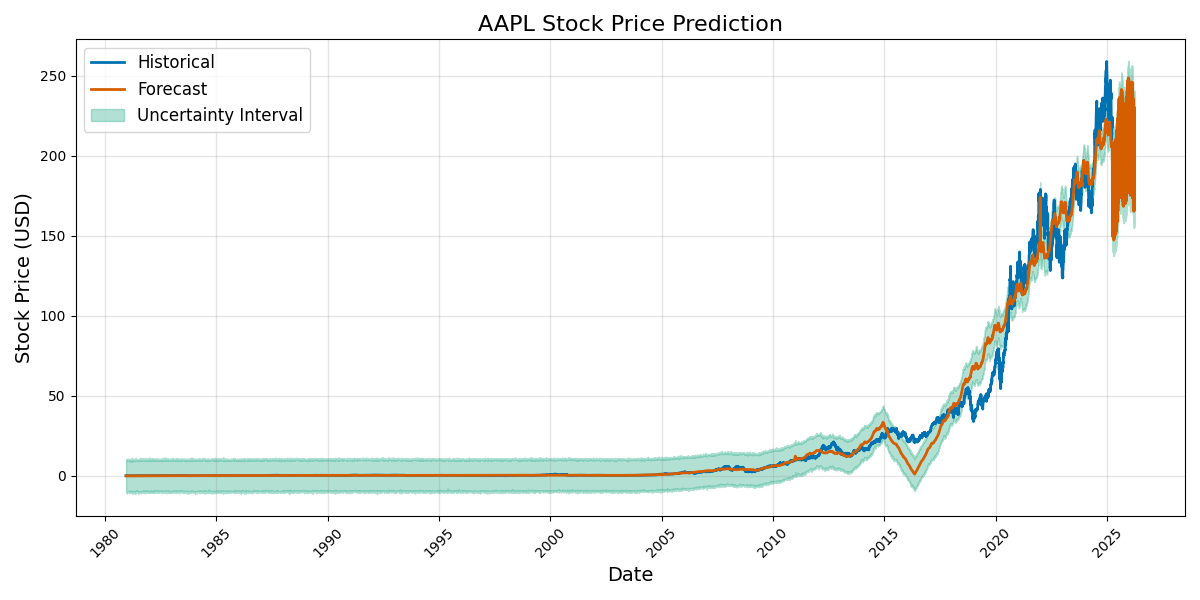 AAPL Stock Price Prediction
Historical
Forecast
Uncertainty Interval
Stock Price (USD)
250
200
150
100
50
0
1980
1985
1990
1995
2000
2005
2010
2015
2020
2025
Date